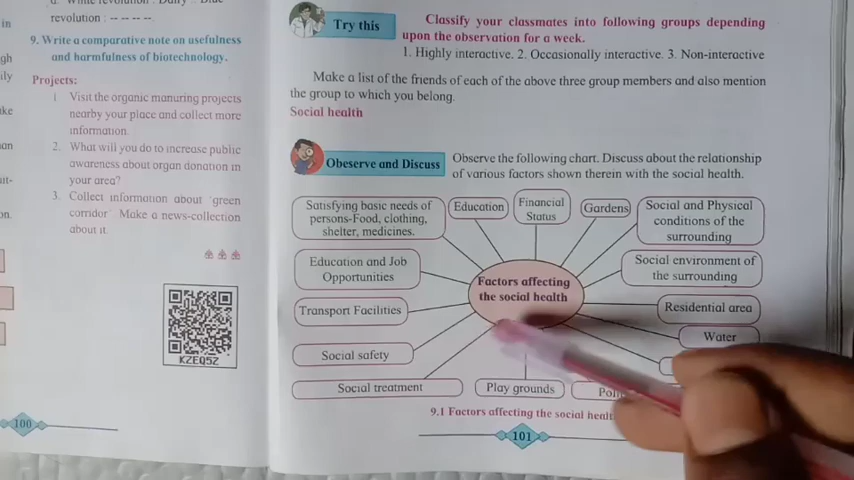 revolution : -- -- -- --
9. Write a comparative note on usefulness
and harmfulness of biotechnology.
Projects:
Visit the organic manuring projects
nearby your place and collect more
information.
2. What will you do to increase public
awareness about organ donation in
your area?
3. Collect information about 'green
corridor' Make a news-collection
about it.
KZEQ5Z
100
Try this
Classify your classmates into following groups depending
upon the observation for a week.
1. Highly interactive. 2. Occasionally interactive. 3. Non-interactive
Make a list of the friends of each of the above three group members and also mention
the group to which you belong.
Social health
Obeserve and Discuss
Observe the following chart. Discuss about the relationship
of various factors shown therein with the social health.
Satisfying basic needs of
persons-Food, clothing,
shelter, medicines.
Education
Financial
Status
Gardens
Social and Physical
conditions of the
surrounding
Education and Job
Opportunities
Factors affecting
the social health
Social environment of
the surrounding
Transport Facilities
Residential area
Water
Social safety
Social treatment
Play grounds
9.1 Factors affecting the social
101